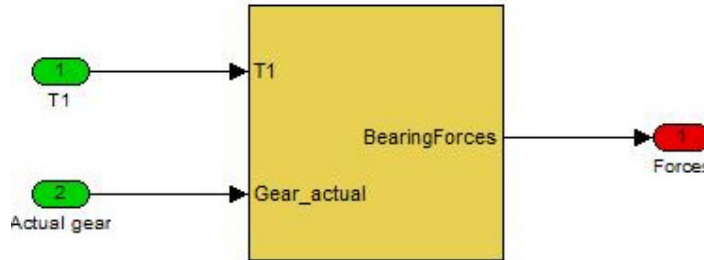 1
T1
T1
BearingForces
1
Forces
2
Actual gear
Gear_actual